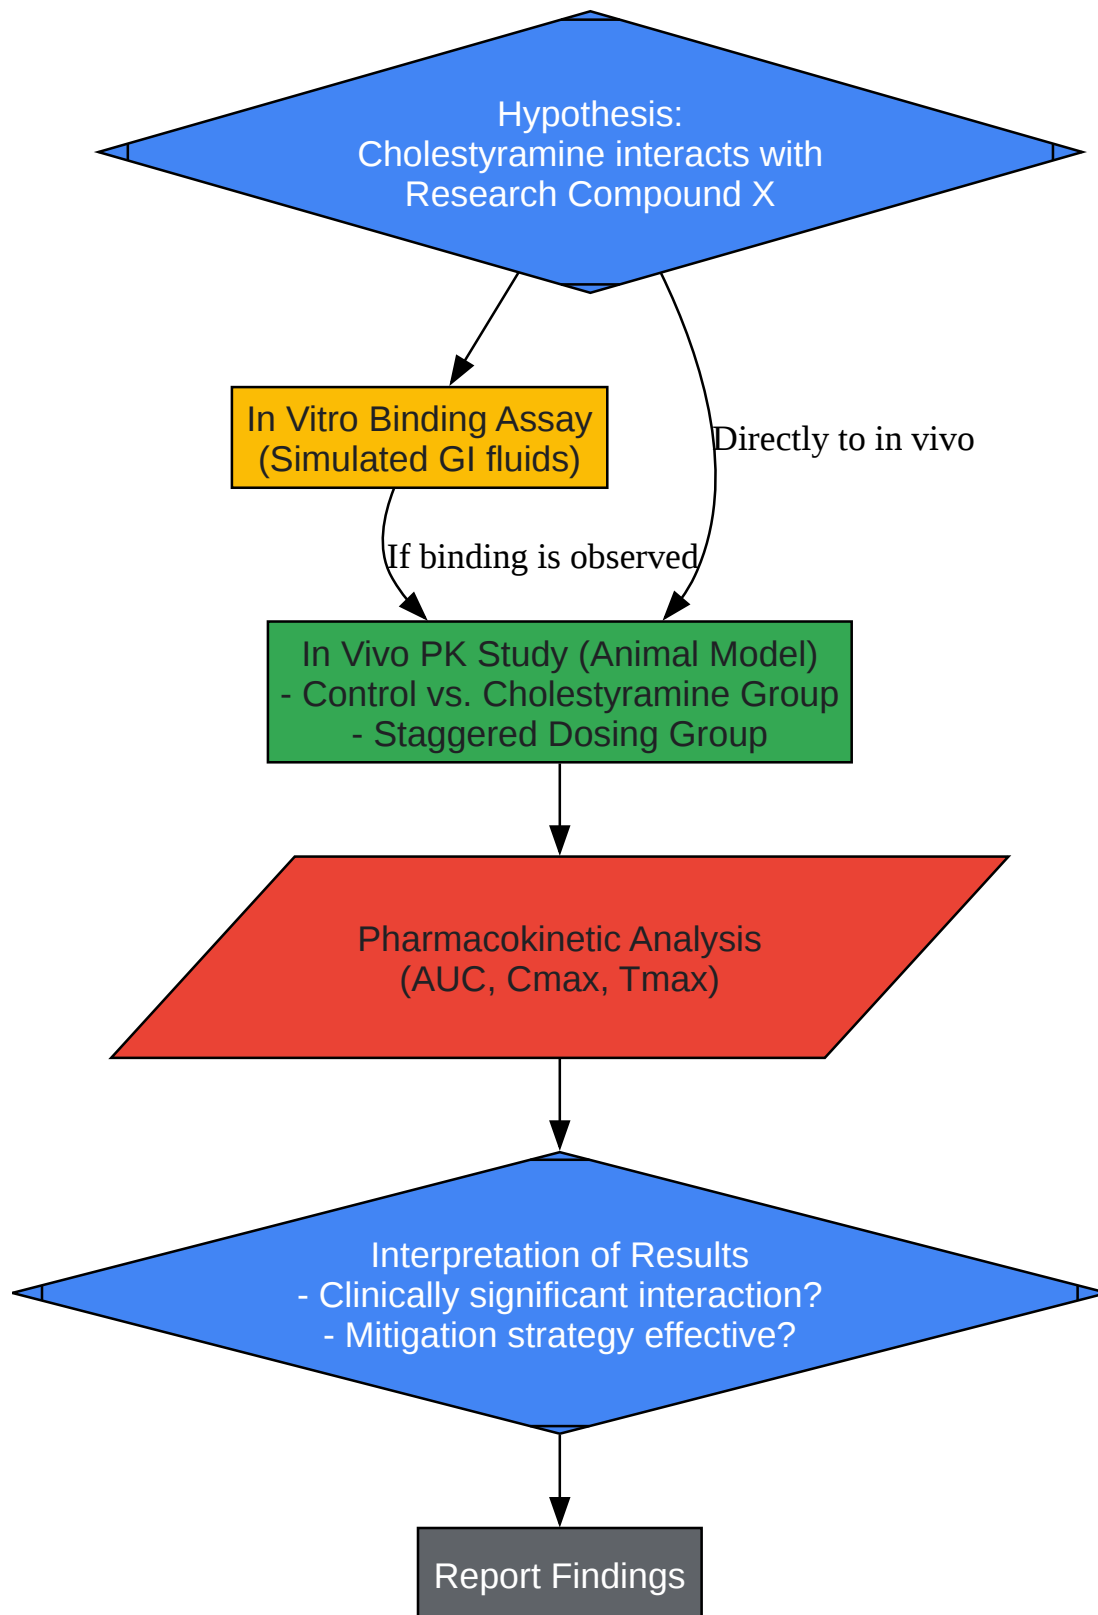 Hypothesis:
Cholestyramine interacts with
Research Compound X
In Vitro Binding Assay
(Simulated GI fluids)
Directly to in vivo
If binding is observed
In Vivo PK Study (Animal Model)
- Control vs. Cholestyramine Group
- Staggered Dosing Group
Pharmacokinetic Analysis
(AUC, Cmax, Tmax)
Interpretation of Results
- Clinically significant interaction?
- Mitigation strategy effective?
Report Findings